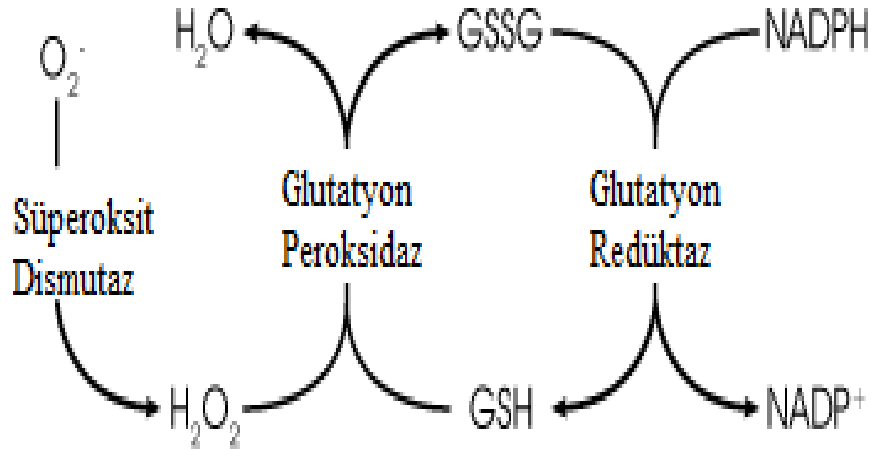 H₂O GSSG NADPH
O₂⁻
Süperoksit
Dismutaz
Glutatyon
Peroksidaz
Glutatyon
Redüktaz
H₂O₂ GSH NADP⁺